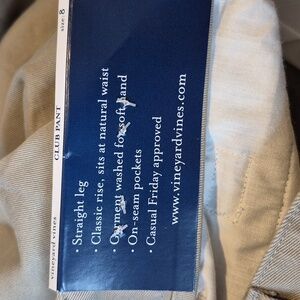 vineyard vines CLUB PANT size: 8
· Straight leg
· Classic rise, sits at natural waist
· Garment washed for soft hand
· On-seam pockets
· Casual Friday approved
www.vineyardvines.com